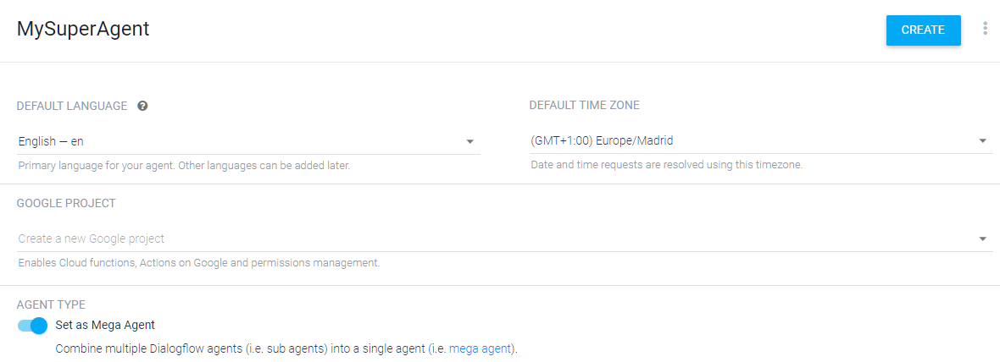 MySuperAgent
CREATE
DEFAULT LANGUAGE ?
DEFAULT TIME ZONE
English — en
(GMT+1:00) Europe/Madrid
Primary language for your agent. Other languages can be added later.
Date and time requests are resolved using this timezone.
GOOGLE PROJECT
Create a new Google project
Enables Cloud functions, Actions on Google and permissions management.
AGENT TYPE
Set as Mega Agent
Combine multiple Dialogflow agents (i.e. sub agents) into a single agent (i.e. mega agent).